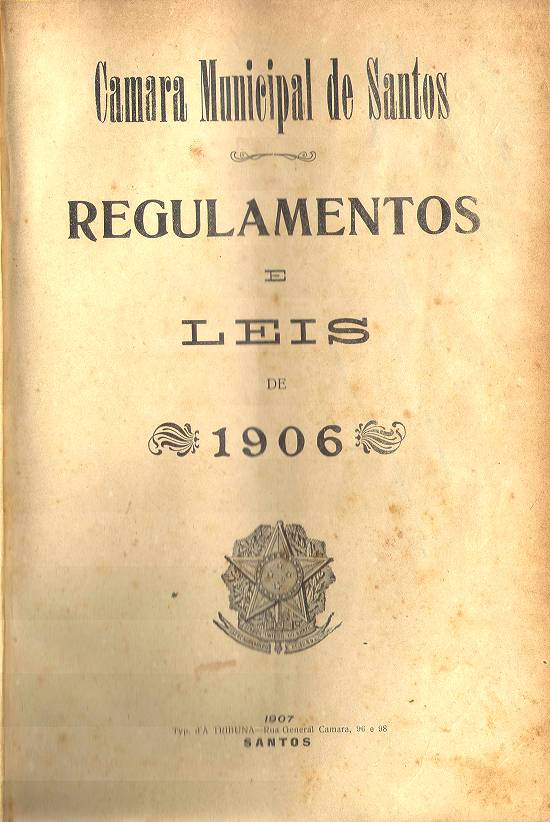 Camara Municipal de Santos
REGULAMENTOS
E
LEIS
DE
1906
1907
Typ. d'A TRIBUNA—Rua General Camara, 96 e 98
SANTOS